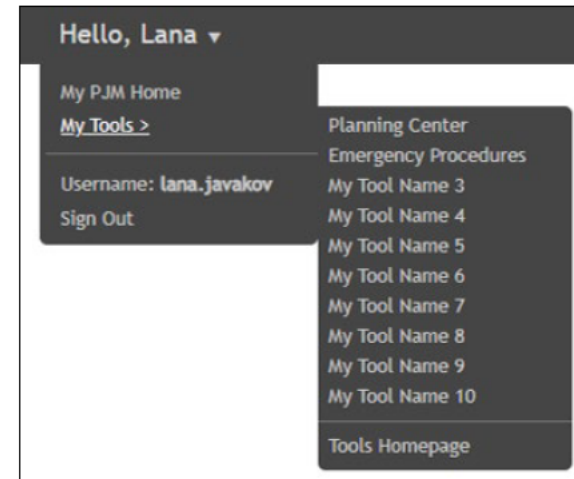 Hello, Lana ▾
My PJM Home
My Tools >
Username: lana.javakov
Sign Out
Planning Center
Emergency Procedures
My Tool Name 3
My Tool Name 4
My Tool Name 5
My Tool Name 6
My Tool Name 7
My Tool Name 8
My Tool Name 9
My Tool Name 10
Tools Homepage